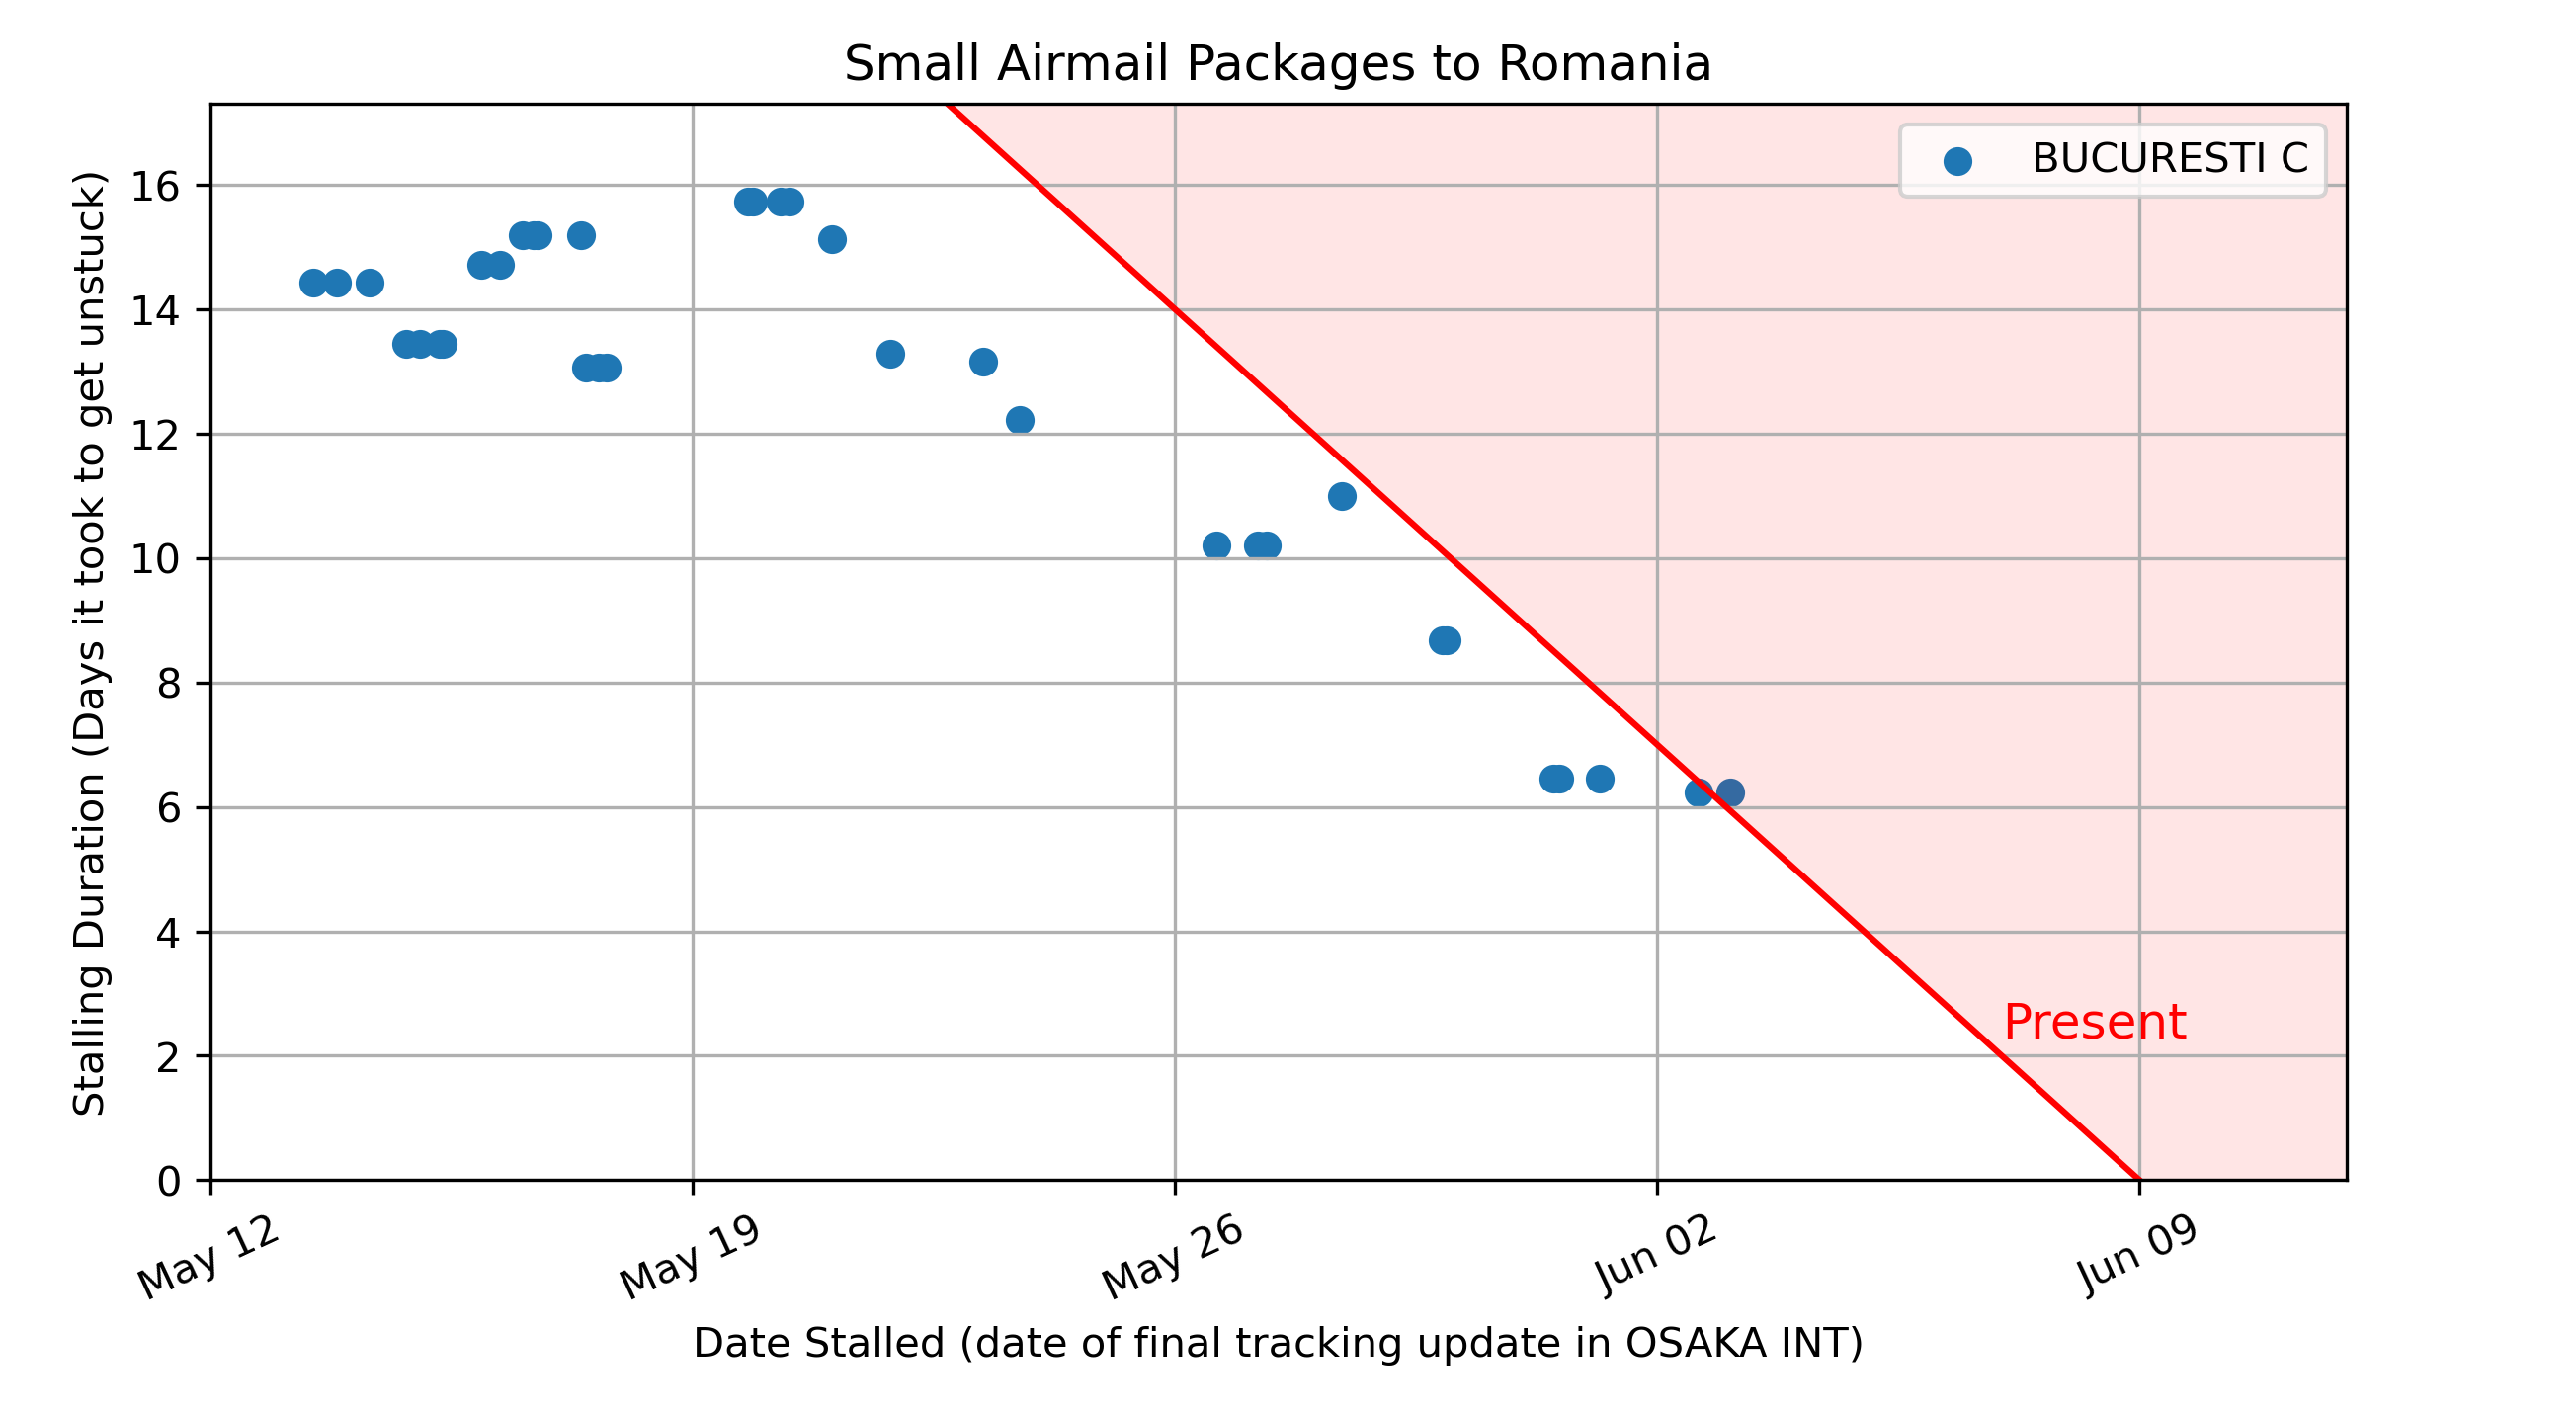 Small Airmail Packages to Romania
BUCURESTI C
Stalling Duration (Days it took to get unstuck)
16
14
12
10
8
6
4
2
0
Present
May 12
May 19
May 26
Jun 02
Jun 09
Date Stalled (date of final tracking update in OSAKA INT)